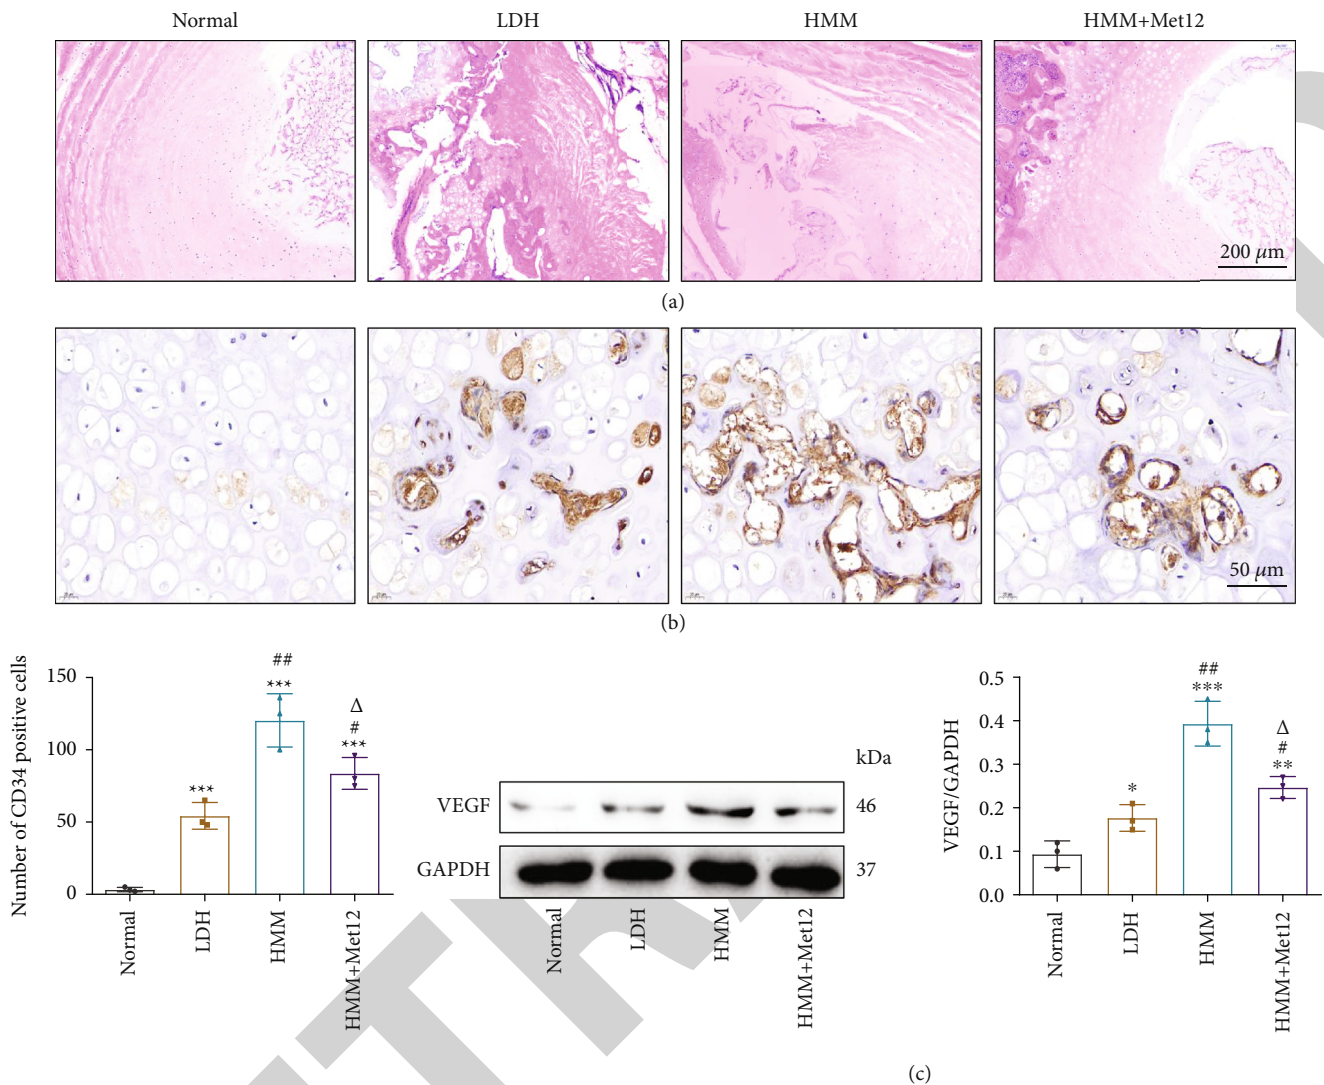 Normal
LDH
HMM
HMM+Met12
200 μm
(a)
50 μm
(b)
Number of CD34 positive cells
150
100
50
0
***
##
***
Δ
#
***
Normal
LDH
HMM
HMM+Met12
kDa
VEGF
46
GAPDH
37
Normal
LDH
HMM
HMM+Met12
VEGF/GAPDH
0.5
0.4
0.3
0.2
0.1
0.0
*
##
***
Δ
#
**
Normal
LDH
HMM
HMM+Met12
(c)